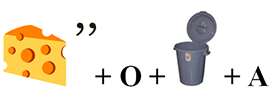 ” + O + + A